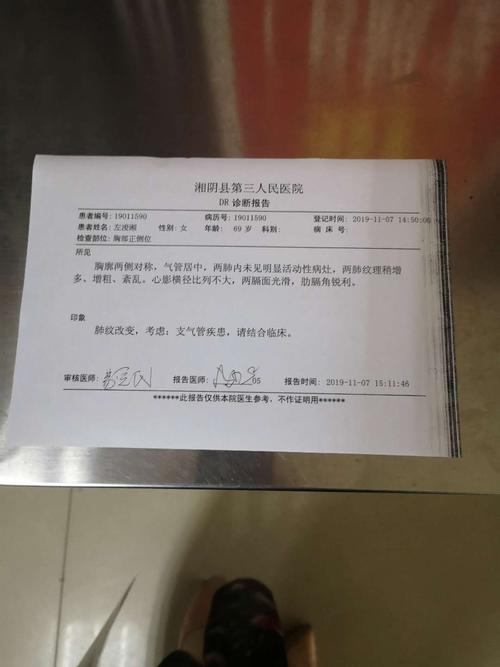 湘阴县第三人民医院
DR 诊断报告
患者编号: 19011590 病历号: 19011590 登记时间 2019-11-07 14:50:00
姓名: 左浚湘 性别: 女 年龄: 69 岁 科别: 病 床 号:
检查部位: 胸部正侧位
所见
胸廓两侧对称，气管居中，两肺内未见明显活动性病灶，两肺纹理稍增
多、增粗、紊乱。心影横径比列不大，两膈面光滑，肋膈角锐利。
印象
肺纹改变，考虑：支气管疾患，请结合临床。
审核医师: 报告医师: 05 报告时间: 2019-11-07 15:11:46
******此报告仅供本院医生参考，不作证明用******